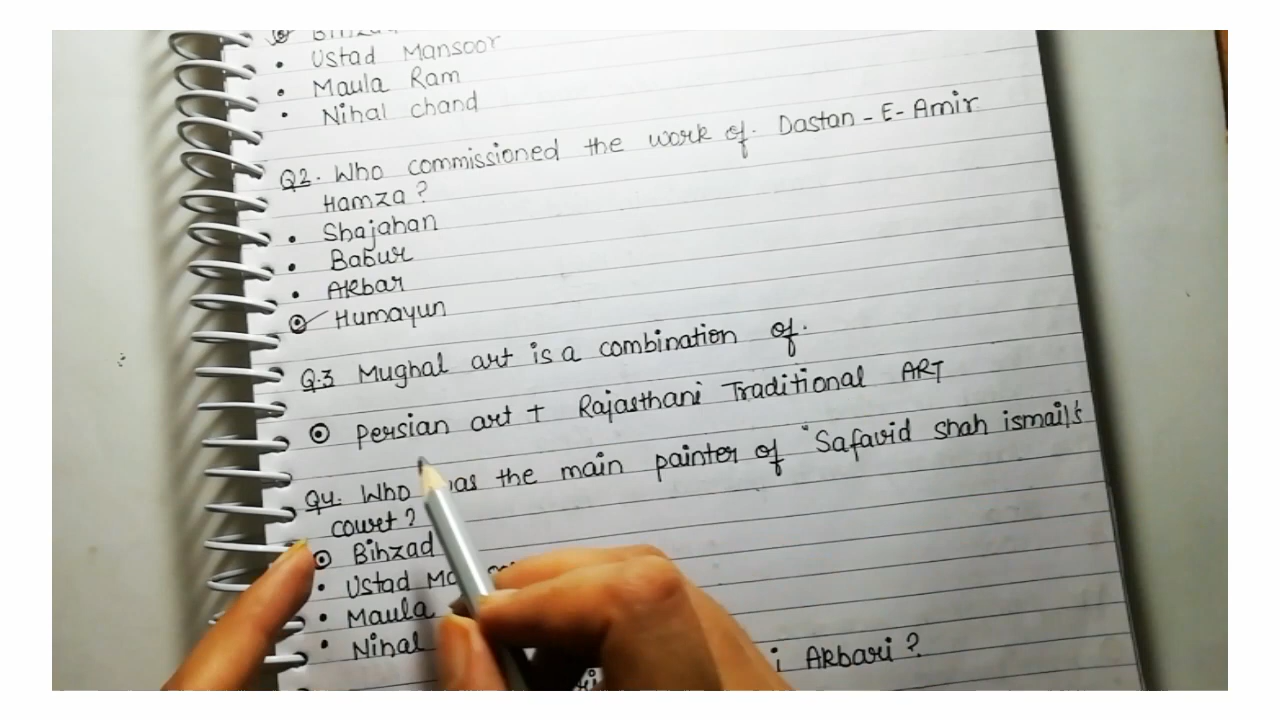 Ustad Mansoor
Maula Ram
Nihal chand
Q2. Who commissioned the work of. Dastan - E- Amir
Hamza ?
Shajahan
Babur
Akbar
Humayun
Q.3 Mughal art is a combination of.
Persian art + Rajasthani Traditional ART
Q4. Who was the main painter of "Safavid Shah ismail's
court ?
Bihzad
Ustad
Maula
Nihal
Akbari ?